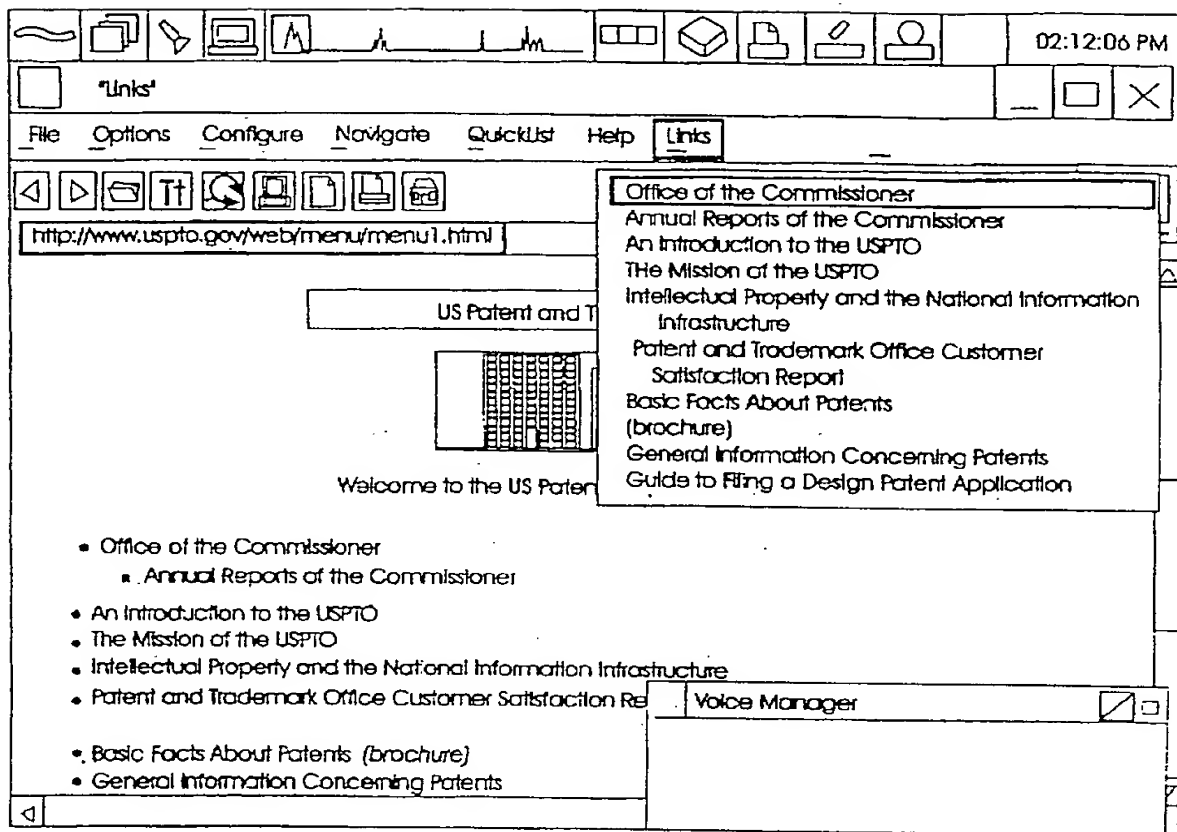 02:12:06 PM
"Links"
File Options Configure Navigate QuickList Help Links
Tt
http://www.uspto.gov/web/menu/menu1.html
Office of the Commissioner
Annual Reports of the Commissioner
An Introduction to the USPTO
THe Mission of the USPTO
Intellectual Property and the National Information
Infrastructure
Patent and Trademark Office Customer
Satisfaction Report
Basic Facts About Patents
(brochure)
General Information Concerning Patents
Guide to Filing a Design Patent Application
US Patent and T
Welcome to the US Paten
• Office of the Commissioner
▪ Annual Reports of the Commissioner
• An Introduction to the USPTO
• The Mission of the USPTO
• Intellectual Property and the National Information Infrastructure
• Patent and Trademark Office Customer Satisfaction Re
• Basic Facts About Patents (brochure)
• General Information Concerning Patents
Voice Manager